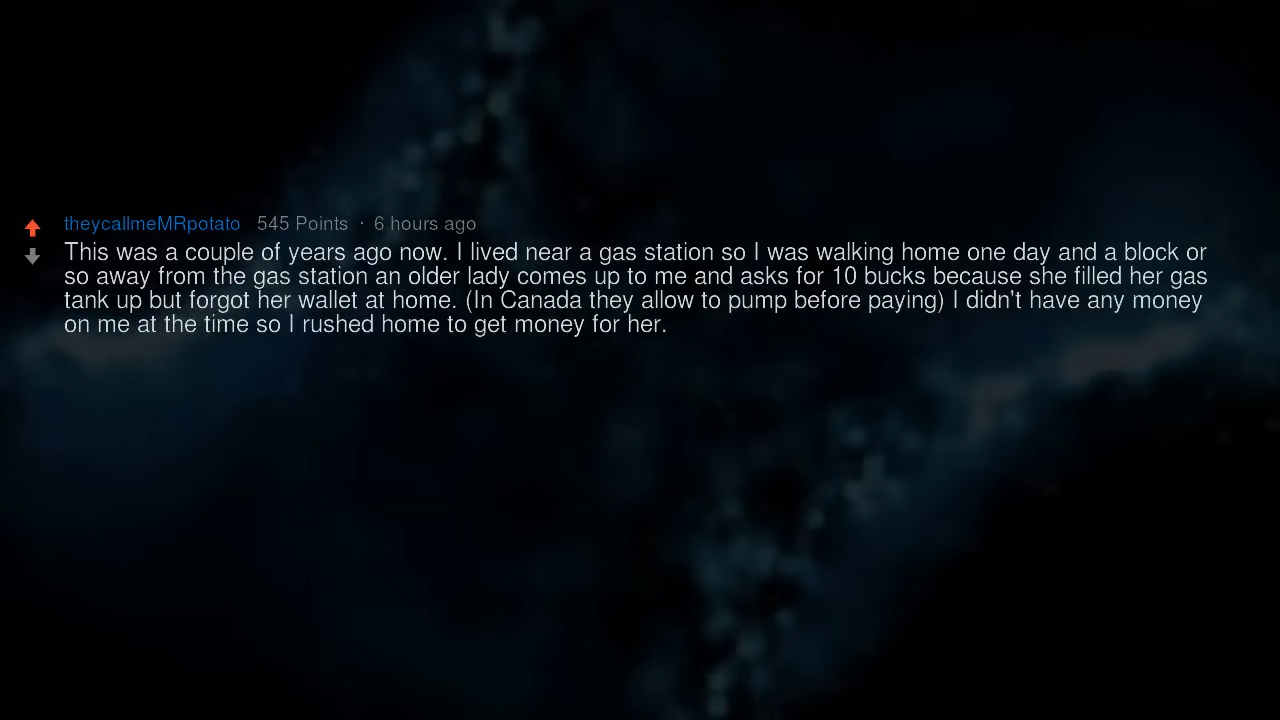 theycallmeMRpotato 545 Points · 6 hours ago
This was a couple of years ago now. I lived near a gas station so I was walking home one day and a block or
so away from the gas station an older lady comes up to me and asks for 10 bucks because she filled her gas
tank up but forgot her wallet at home. (In Canada they allow to pump before paying) I didn't have any money
on me at the time so I rushed home to get money for her.